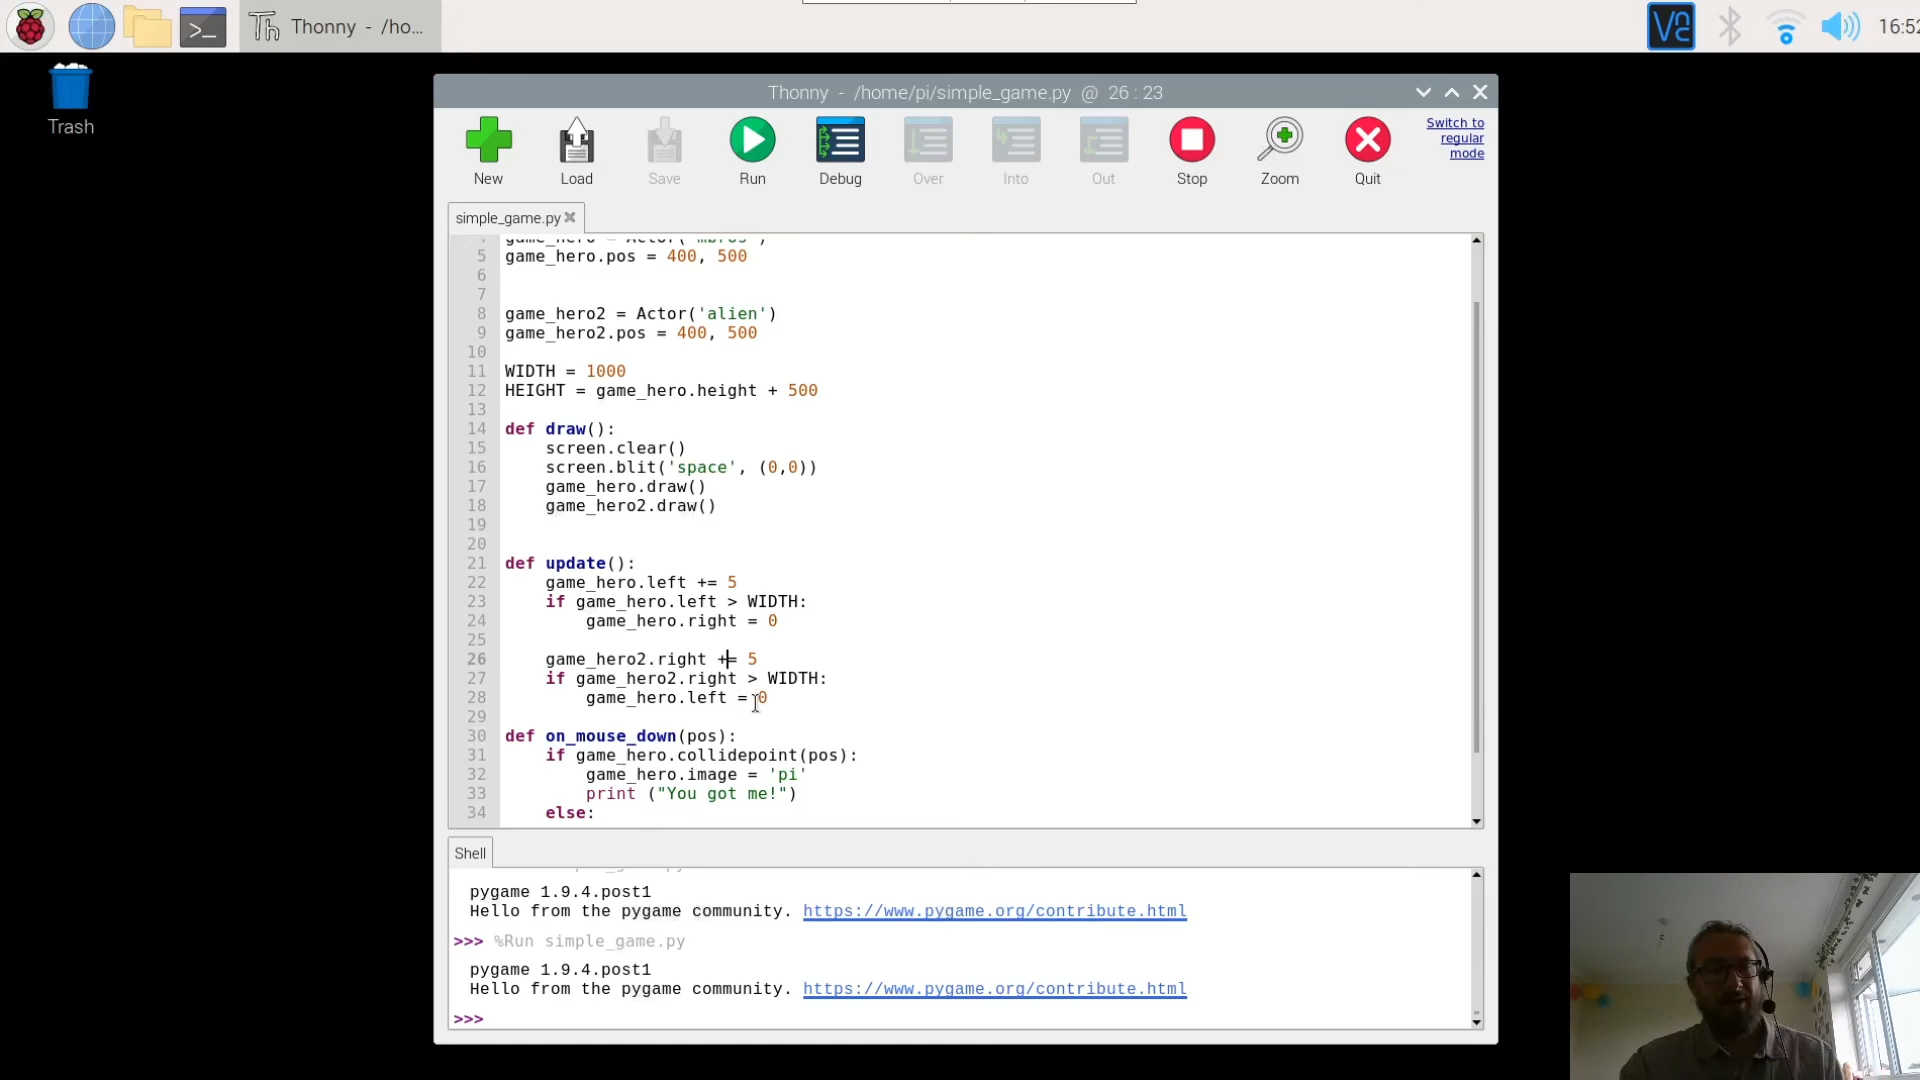 Thonny - /ho...
16:52
Trash
Thonny - /home/pi/simple_game.py @ 26 : 23
New
Load
Save
Run
Debug
Over
Into
Out
Stop
Zoom
Quit
Switch to
regular
mode
simple_game.py
4 game_hero = Actor('mbros')
5 game_hero.pos = 400, 500
6
7
8 game_hero2 = Actor('alien')
9 game_hero2.pos = 400, 500
10
11 WIDTH = 1000
12 HEIGHT = game_hero.height + 500
13
14 def draw():
15     screen.clear()
16     screen.blit('space', (0,0))
17     game_hero.draw()
18     game_hero2.draw()
19
20
21 def update():
22     game_hero.left += 5
23     if game_hero.left > WIDTH:
24         game_hero.right = 0
25
26     game_hero2.right += 5
27     if game_hero2.right > WIDTH:
28         game_hero.left = 0
29
30 def on_mouse_down(pos):
31     if game_hero.collidepoint(pos):
32         game_hero.image = 'pi'
33         print ("You got me!")
34     else:
Shell
pygame 1.9.4.post1
Hello from the pygame community. https://www.pygame.org/contribute.html
>>> %Run simple_game.py
pygame 1.9.4.post1
Hello from the pygame community. https://www.pygame.org/contribute.html
>>>